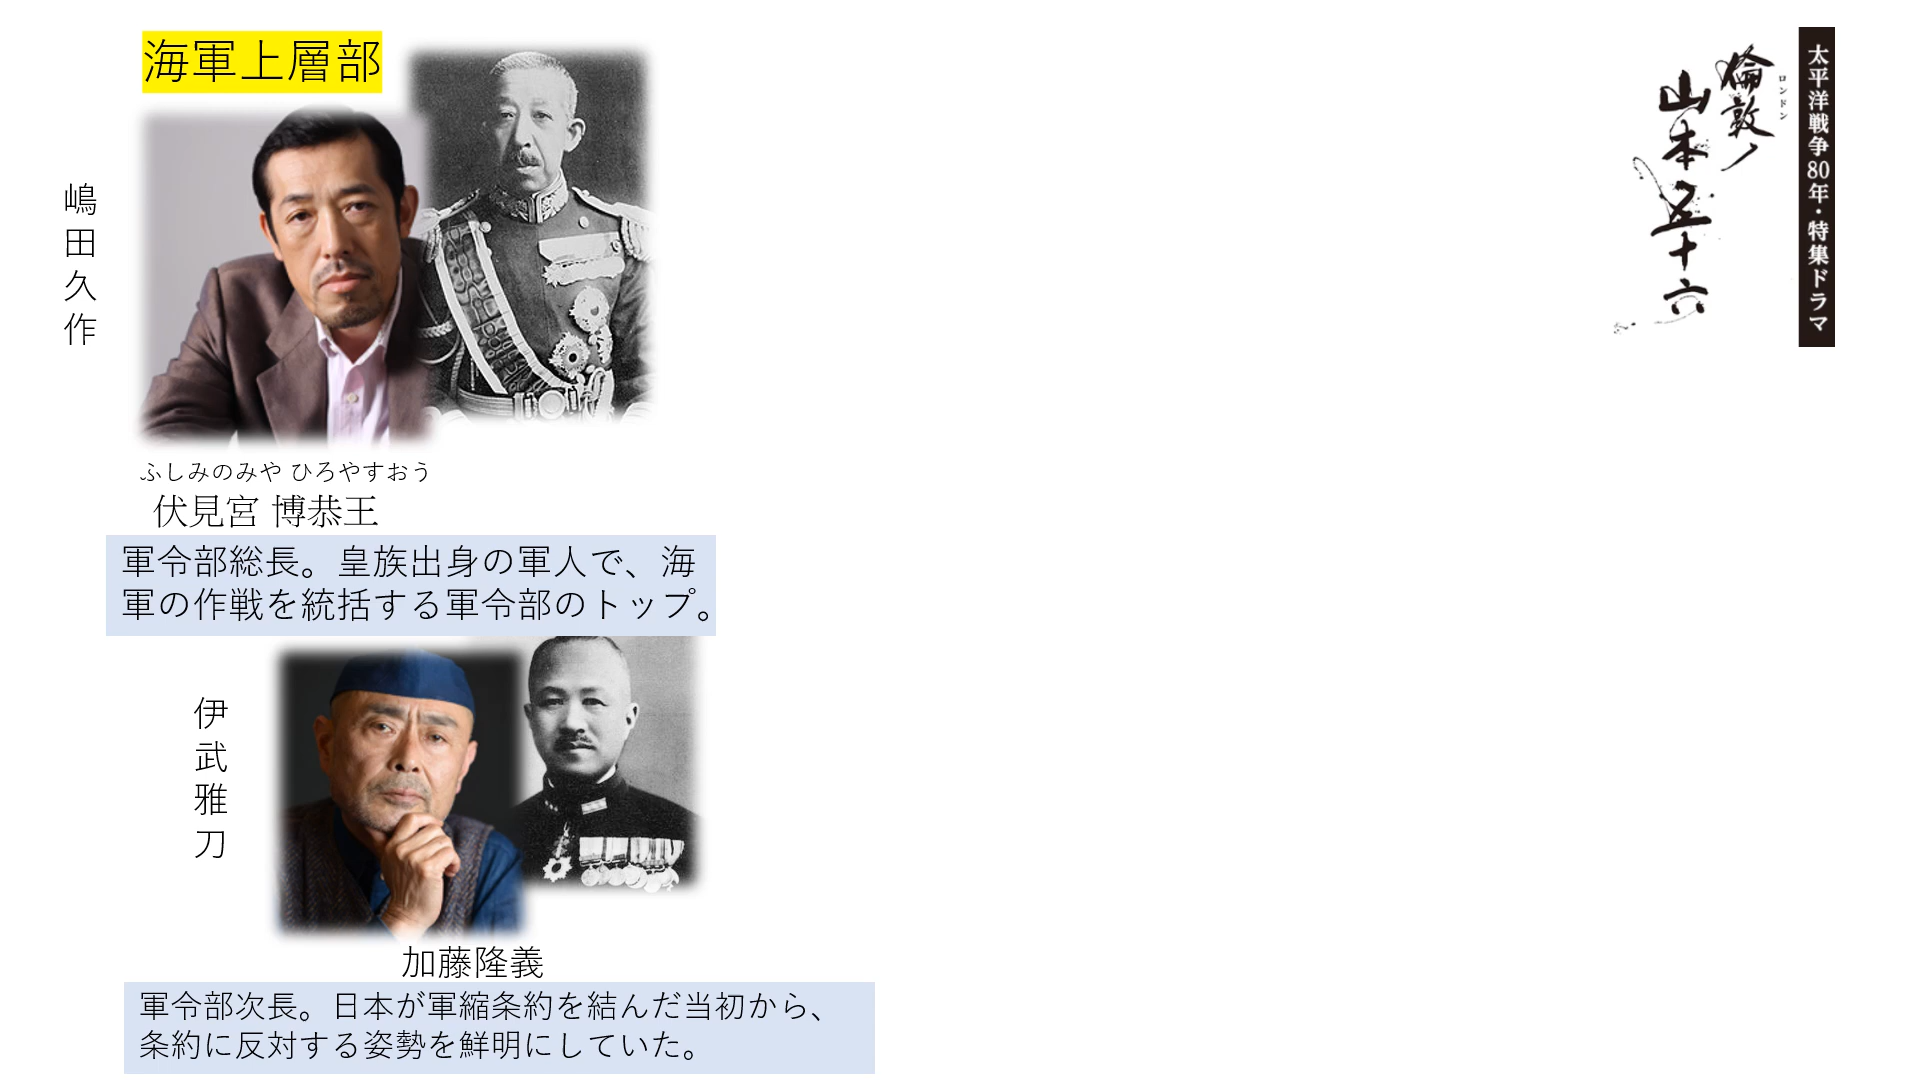 海軍上層部
嶋田久作
ふしみのみや ひろやすおう
伏見宮 博恭王
軍令部総長。皇族出身の軍人で、海
軍の作戦を統括する軍令部のトップ。
伊武雅刀
加藤隆義
軍令部次長。日本が軍縮条約を結んだ当初から、
条約に反対する姿勢を鮮明にしていた。
太平洋戦争80年・特集ドラマ
ロンドン
倫敦ノ
山本五十六